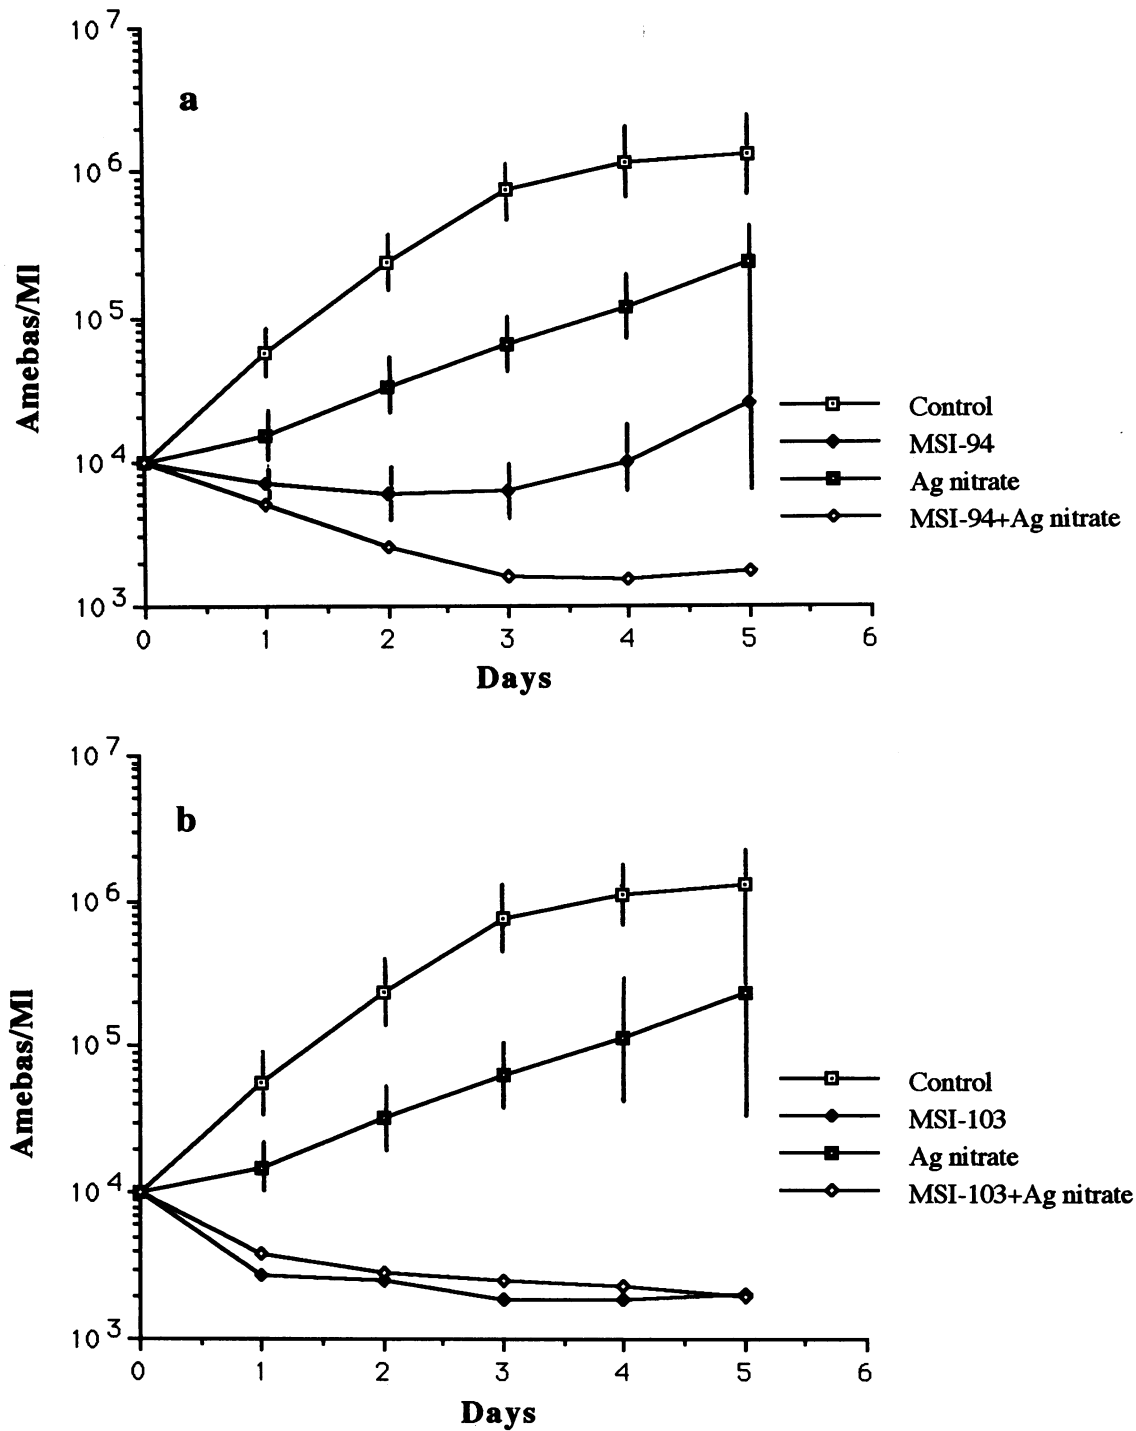 10^7
a
10^6
10^5
10^4
10^3
Amebas/Ml
0 1 2 3 4 5 6
Days
Control
MSI-94
Ag nitrate
MSI-94+Ag nitrate
10^7
b
10^6
10^5
10^4
10^3
Amebas/Ml
0 1 2 3 4 5 6
Days
Control
MSI-103
Ag nitrate
MSI-103+Ag nitrate